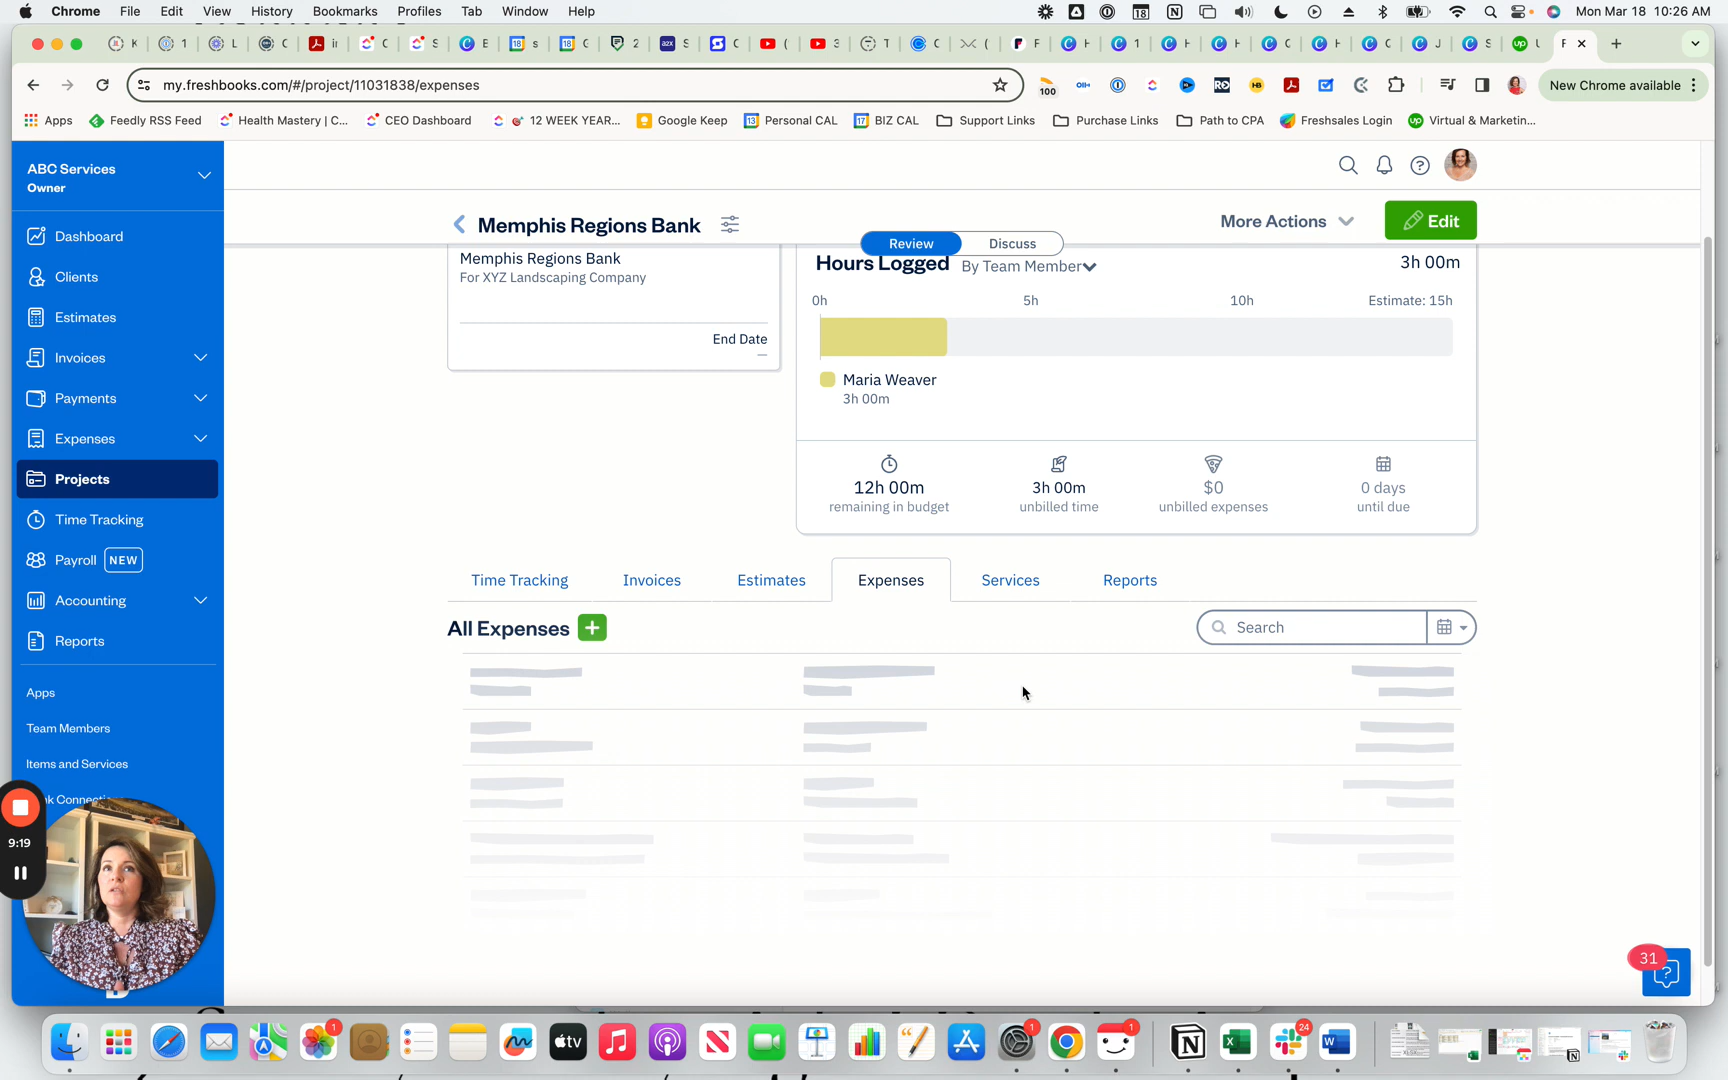 Chrome File Edit View History Bookmarks Profiles Tab Window Help
18
Mon Mar 18 10:26 AM
my.freshbooks.com/#/project/11031838/expenses
100
New Chrome available
Apps
Feedly RSS Feed
Health Mastery | C...
CEO Dashboard
12 WEEK YEAR...
Google Keep
Personal CAL
BIZ CAL
Support Links
Purchase Links
Path to CPA
Freshsales Login
Virtual & Marketin...
ABC Services
Owner
Dashboard
Clients
Estimates
Invoices
Payments
Expenses
Projects
Time Tracking
Payroll NEW
Accounting
Reports
Apps
Team Members
Items and Services
9:19
Memphis Regions Bank
More Actions
Edit
Review Discuss
Memphis Regions Bank
For XYZ Landscaping Company
End Date
—
Hours Logged By Team Member 3h 00m
0h 5h 10h Estimate: 15h
Maria Weaver
3h 00m
12h 00m
remaining in budget
3h 00m
unbilled time
$0
unbilled expenses
0 days
until due
Time Tracking Invoices Estimates Expenses Services Reports
All Expenses +
Search
31
1
tv
1
1
24